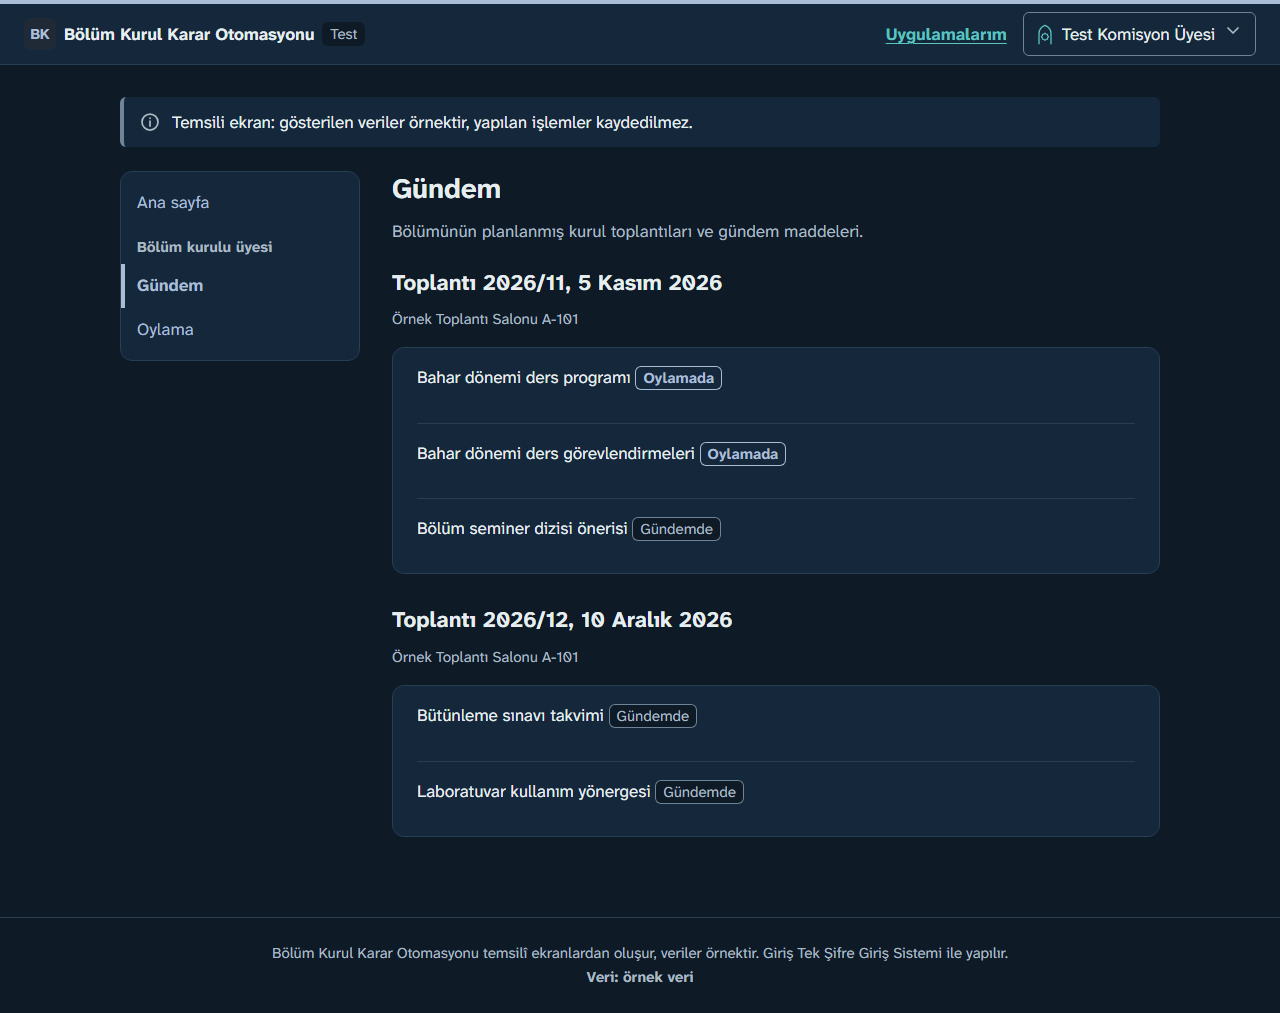 BK Bölüm Kurul Karar Otomasyonu Test
Uygulamalarım
Test Komisyon Üyesi
Temsili ekran: gösterilen veriler örnektir, yapılan işlemler kaydedilmez.
Ana sayfa
Bölüm kurulu üyesi
Gündem
Oylama
Gündem
Bölümünün planlanmış kurul toplantıları ve gündem maddeleri.
Toplantı 2026/11, 5 Kasım 2026
Örnek Toplantı Salonu A-101
Bahar dönemi ders programı Oylamada
Bahar dönemi ders görevlendirmeleri Oylamada
Bölüm seminer dizisi önerisi Gündemde
Toplantı 2026/12, 10 Aralık 2026
Örnek Toplantı Salonu A-101
Bütünleme sınavı takvimi Gündemde
Laboratuvar kullanım yönergesi Gündemde
Bölüm Kurul Karar Otomasyonu temsilî ekranlardan oluşur, veriler örnektir. Giriş Tek Şifre Giriş Sistemi ile yapılır.
Veri: örnek veri